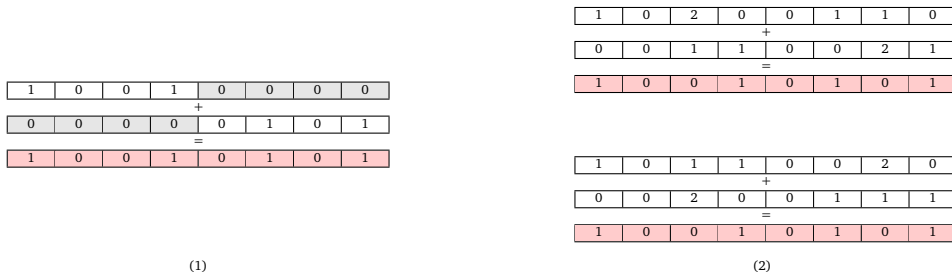 1 0 0 1 0 0 0 0
+
0 0 0 0 0 1 0 1
=
1 0 0 1 0 1 0 1
(1)
1 0 2 0 0 1 1 0
+
0 0 1 1 0 0 2 1
=
1 0 0 1 0 1 0 1
1 0 1 1 0 0 2 0
+
0 0 2 0 0 1 1 1
=
1 0 0 1 0 1 0 1
(2)